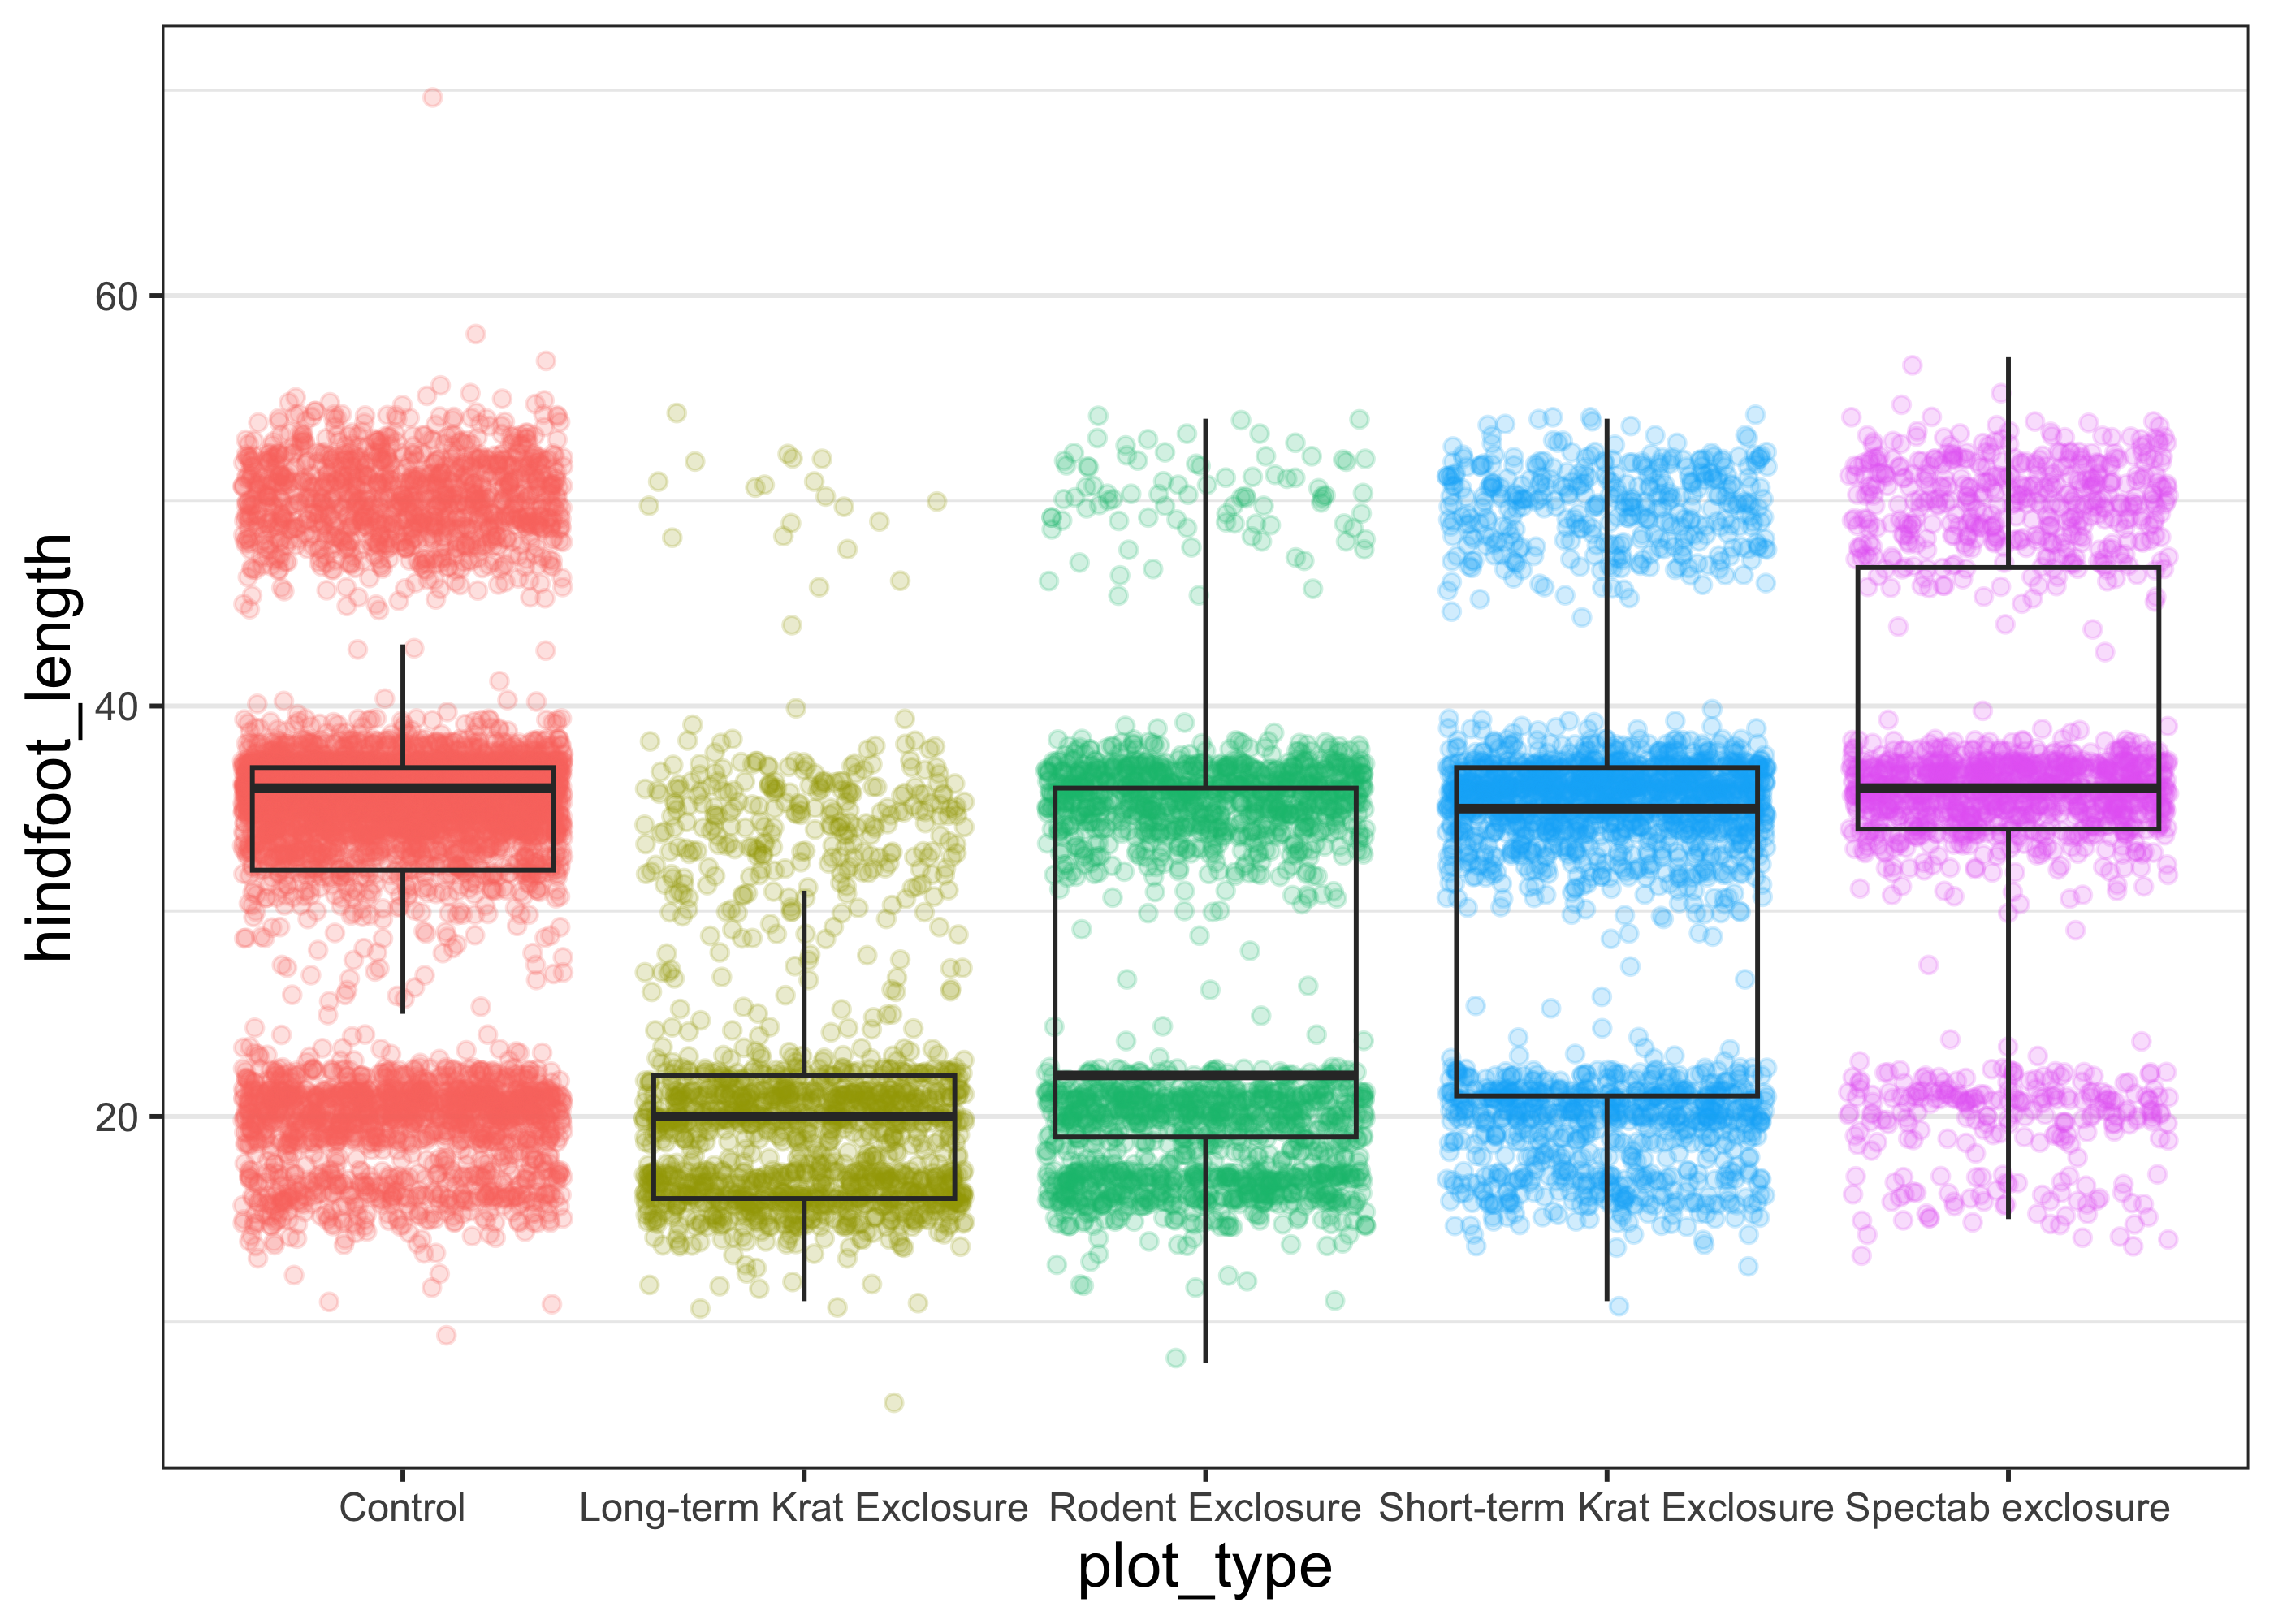 hindfoot_length
60
40
20
Control Long-term Krat Exclosure Rodent Exclosure Short-term Krat Exclosure Spectab exclosure
plot_type